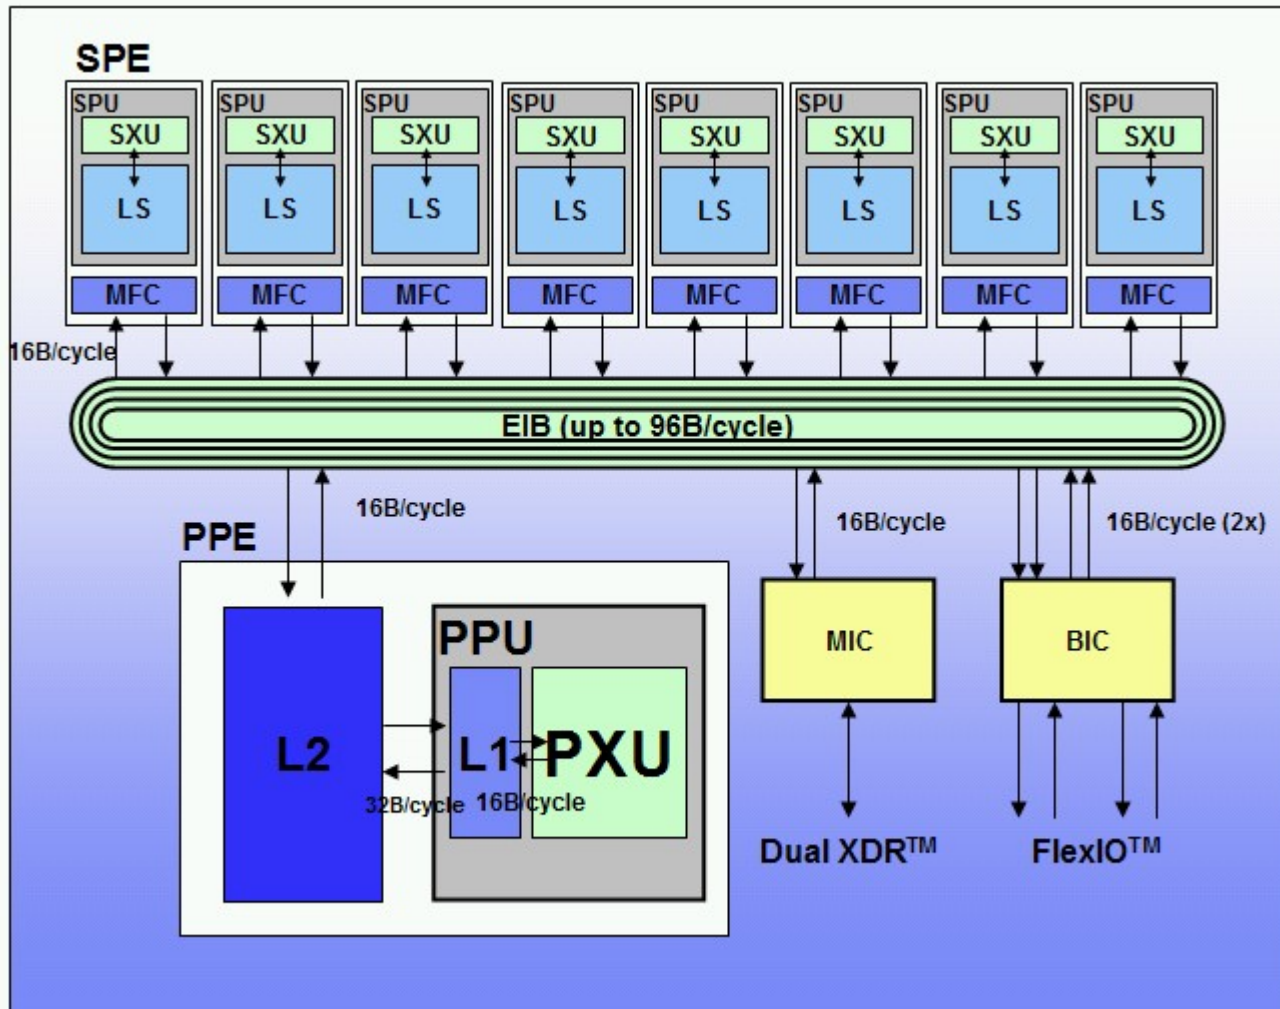 SPE
SPU SPU SPU SPU SPU SPU SPU SPU
SXU SXU SXU SXU SXU SXU SXU SXU
LS LS LS LS LS LS LS LS
MFC MFC MFC MFC MFC MFC MFC MFC
16B/cycle
EIB (up to 96B/cycle)
16B/cycle 16B/cycle 16B/cycle (2x)
PPE
PPU
MIC BIC
L2 L1 PXU
32B/cycle 16B/cycle
Dual XDR™ FlexIO™